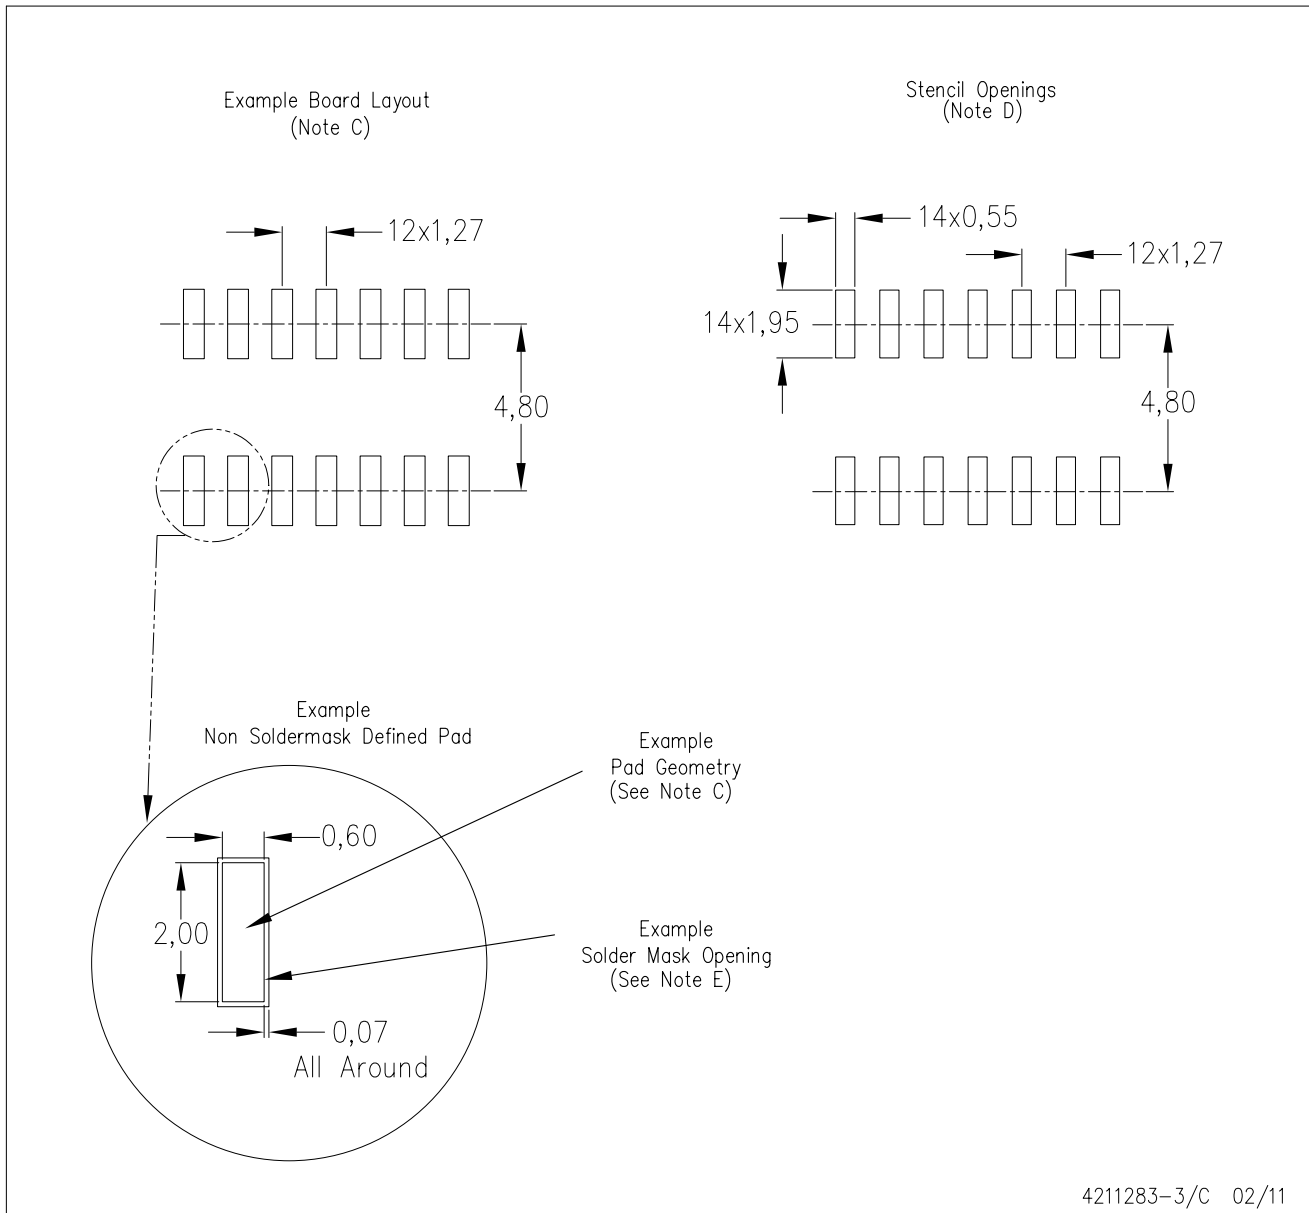 Example Board Layout
(Note C)
Stencil Openings
(Note D)
12x1,27
14x0,55
12x1,27
14x1,95
4,80
4,80
Example
Non Soldermask Defined Pad
Example
Pad Geometry
(See Note C)
0,60
2,00
Example
Solder Mask Opening
(See Note E)
0,07
All Around
4211283-3/C 02/11